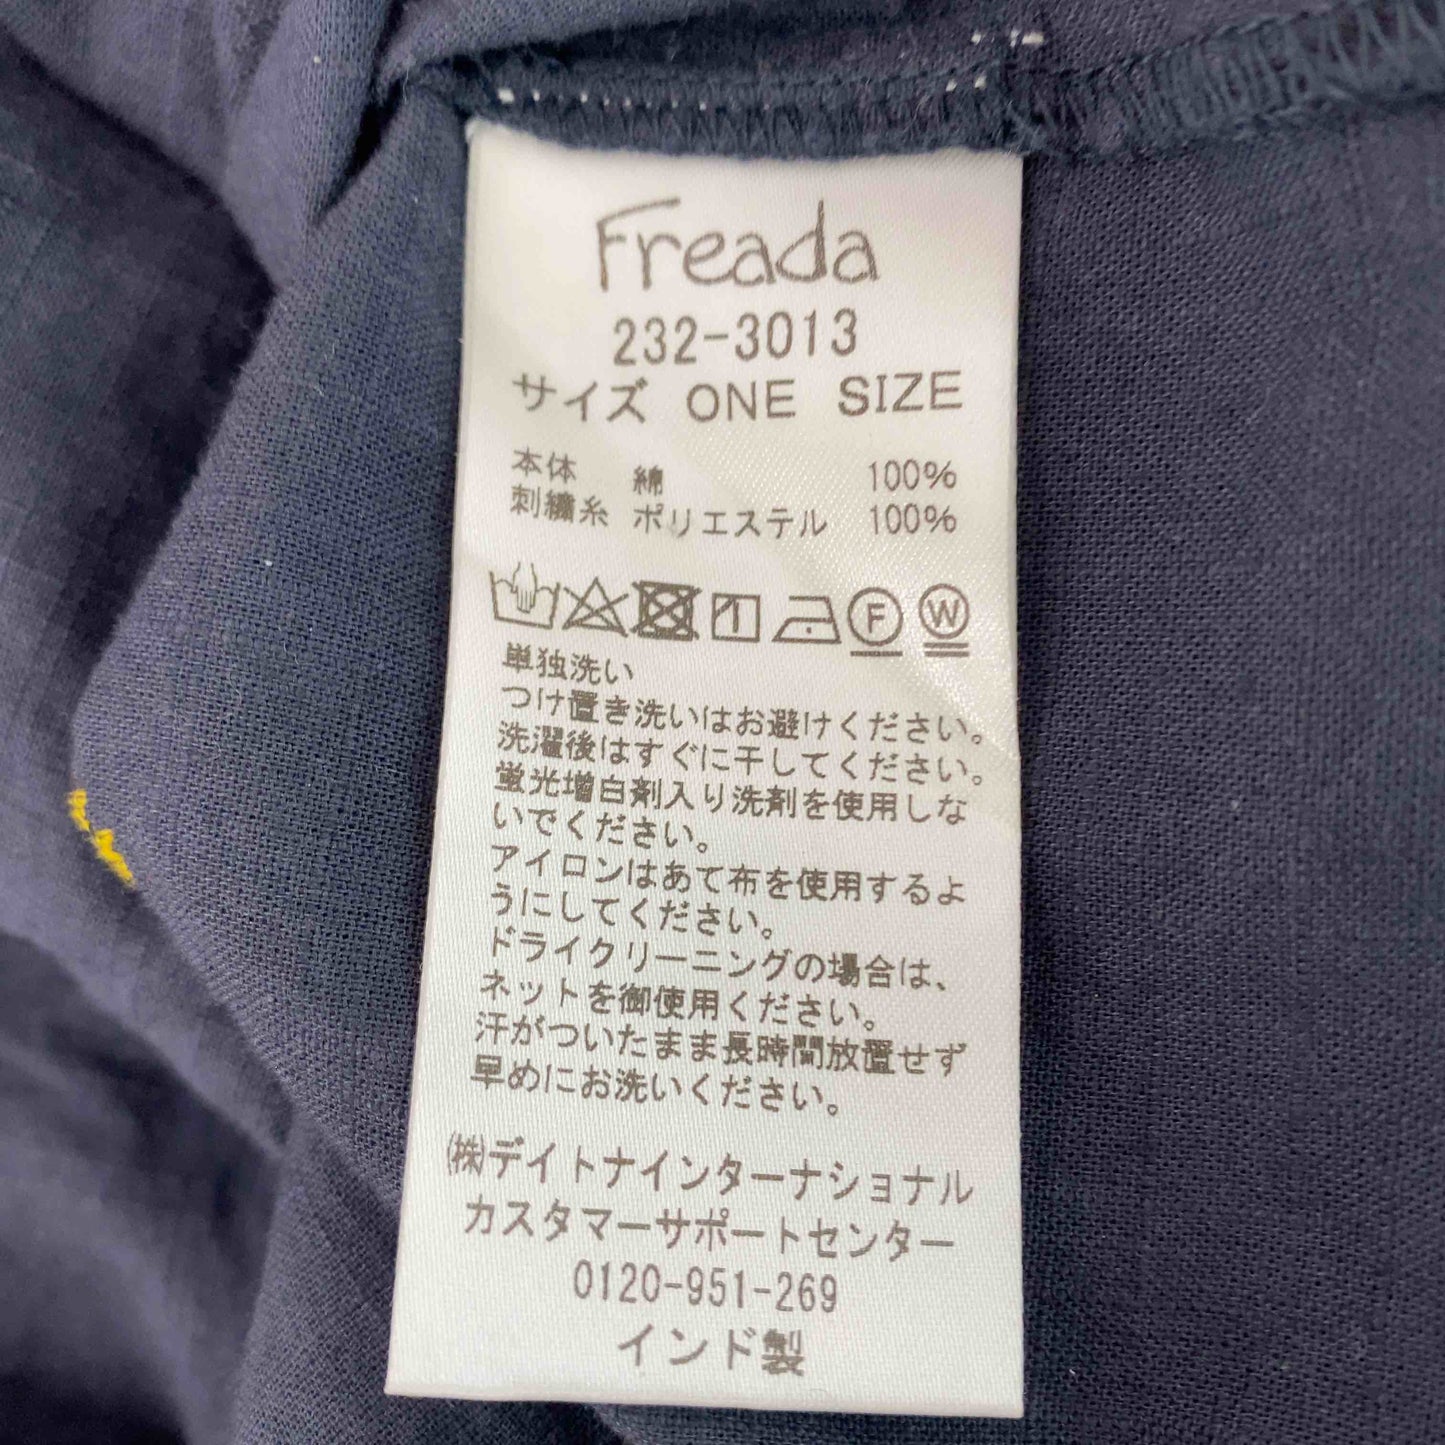 Freada
232-3013
サイズ ONE SIZE
本体 綿 100%
刺繍糸 ポリエステル 100%
1 F W
単独洗い
つけ置き洗いはお避けください。
洗濯後はすぐに干してください。
蛍光増白剤入り洗剤を使用しな
いでください。
アイロンはあて布を使用するよ
うにしてください。
ドライクリーニングの場合は、
ネットを御使用ください。
汗がついたまま長時間放置せず
早めにお洗いください。
(株)デイトナインターナショナル
カスタマーサポートセンター
0120-951-269
インド製